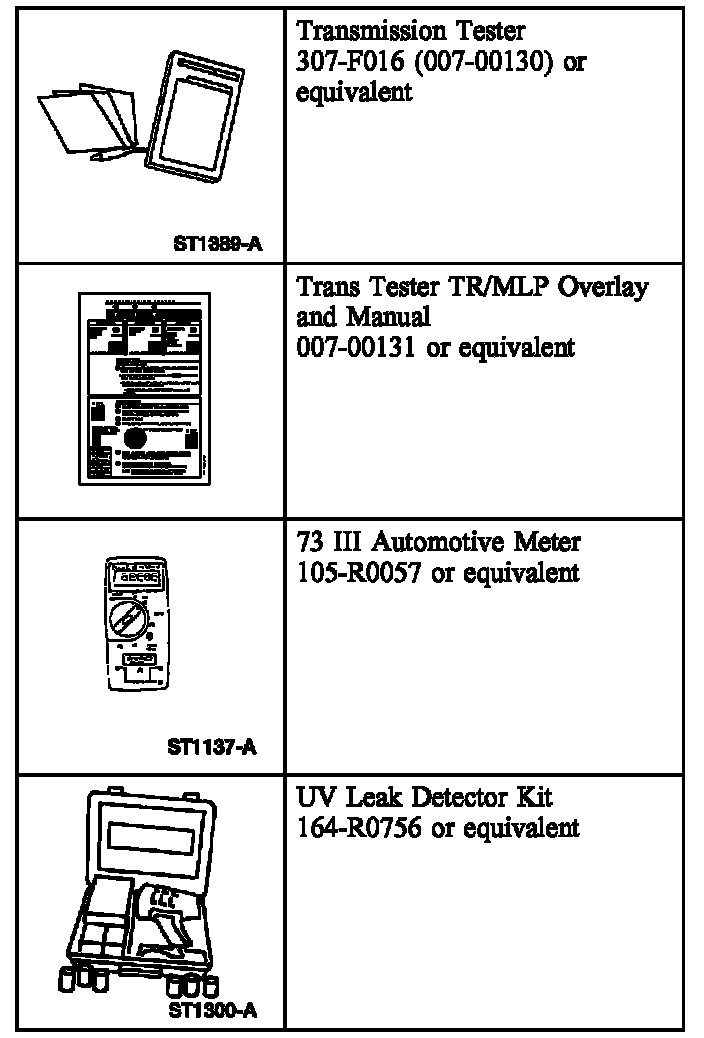 Transmission Tester
307-F016 (007-00130) or
equivalent
ST1389-A
Trans Tester TR/MLP Overlay
and Manual
007-00131 or equivalent
73 III Automotive Meter
105-R0057 or equivalent
ST1137-A
UV Leak Detector Kit
164-R0756 or equivalent
ST1300-A